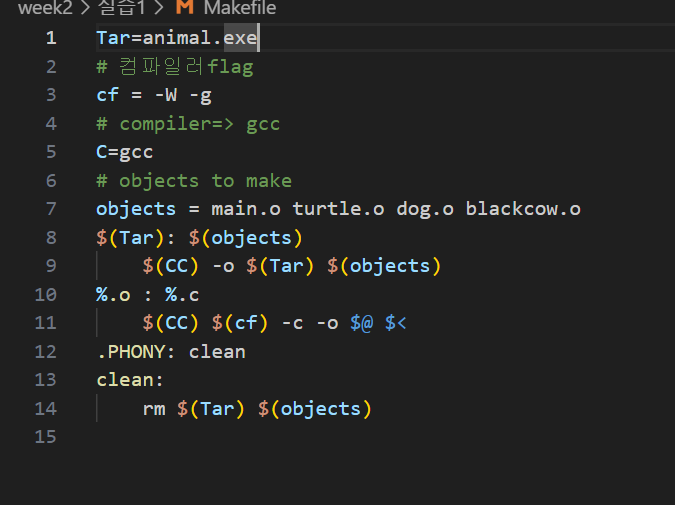 week2 > 실습1 > M Makefile
1 Tar=animal.exe
2 # 컴파일러flag
3 cf = -W -g
4 # compiler=> gcc
5 C=gcc
6 # objects to make
7 objects = main.o turtle.o dog.o blackcow.o
8 $(Tar): $(objects)
9 $(CC) -o $(Tar) $(objects)
10 %.o : %.c
11 $(CC) $(cf) -c -o $@ $<
12 .PHONY: clean
13 clean:
14 rm $(Tar) $(objects)
15